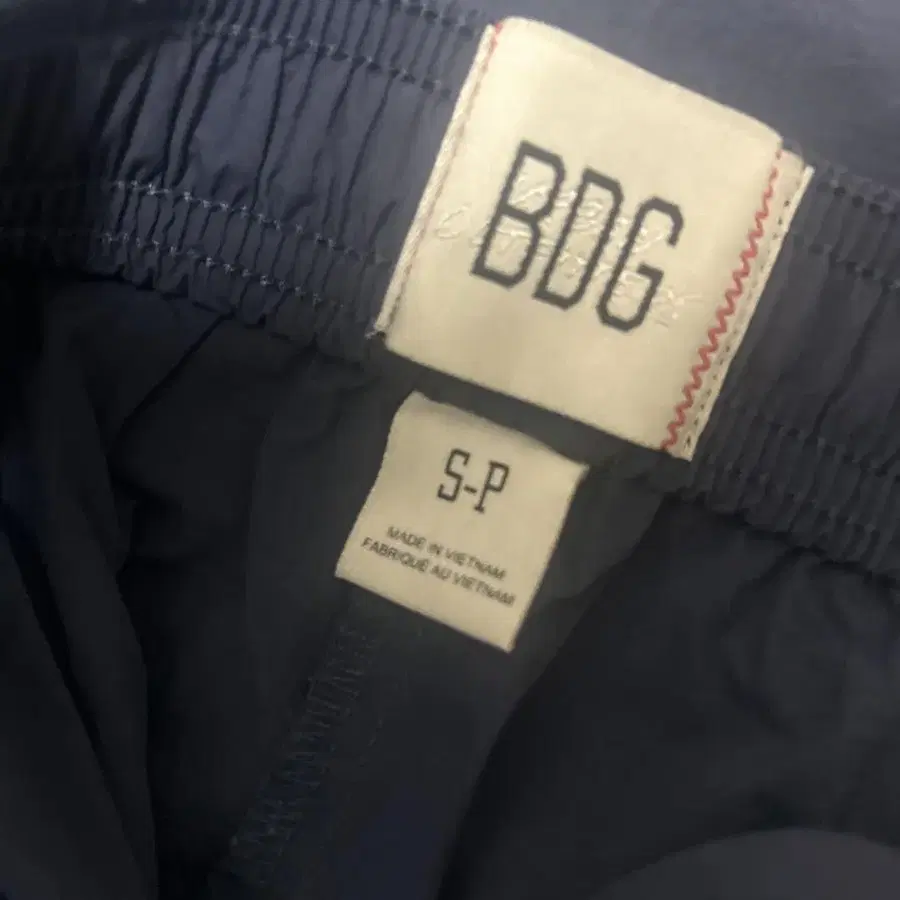 BDG
S-P
MADE IN VIETNAM
FABRIQUÉ AU VIETNAM